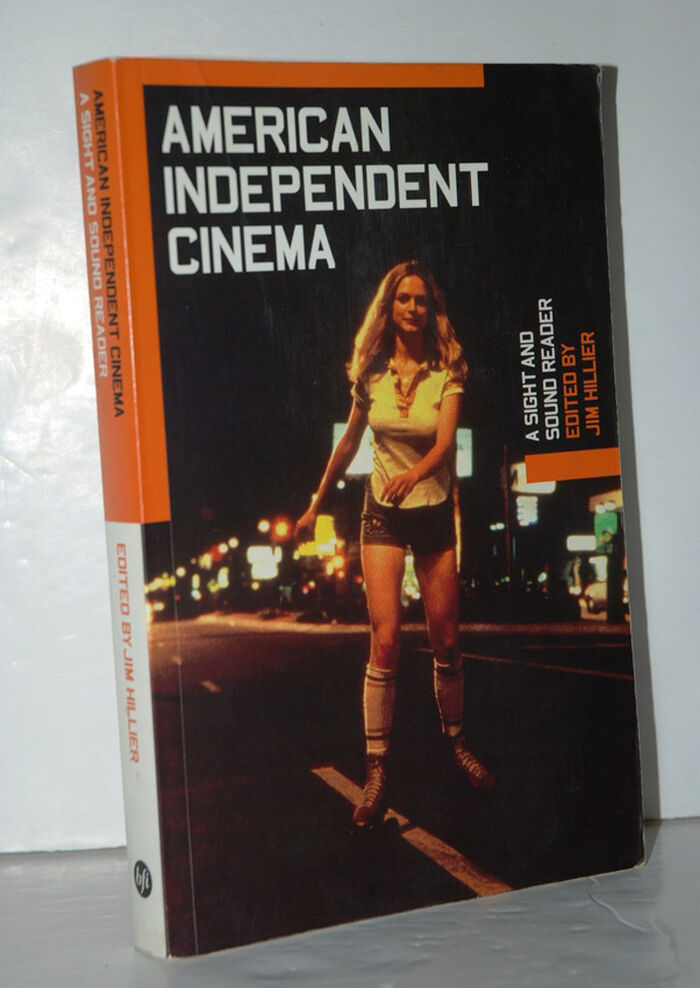 AMERICAN
INDEPENDENT
CINEMA
A SIGHT AND
SOUND READER
EDITED BY
JIM HILLIER
AMERICAN INDEPENDENT CINEMA
A SIGHT AND SOUND READER
EDITED BY JIM HILLIER
bfi